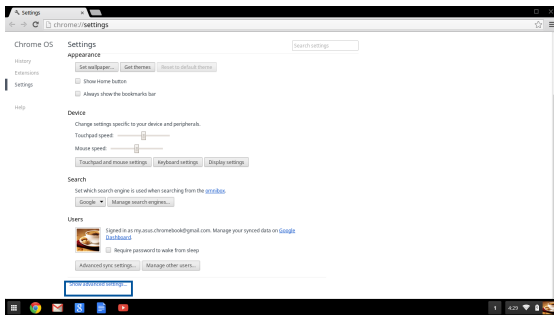 Settings
chrome://settings
Chrome OS
Settings
Search settings
History
Extensions
Settings
Help
Appearance
Set wallpaper... Get themes Reset to default theme
Show Home button
Always show the bookmarks bar
Device
Change settings specific to your device and peripherals.
Touchpad speed:
Mouse speed:
Touchpad and mouse settings Keyboard settings Display settings
Search
Set which search engine is used when searching from the omnibox.
Google Manage search engines...
Users
Signed in as my.asus.chromebook@gmail.com. Manage your synced data on Google
Dashboard.
Require password to wake from sleep
Advanced sync settings... Manage other users...
Show advanced settings...
8
1 4:29